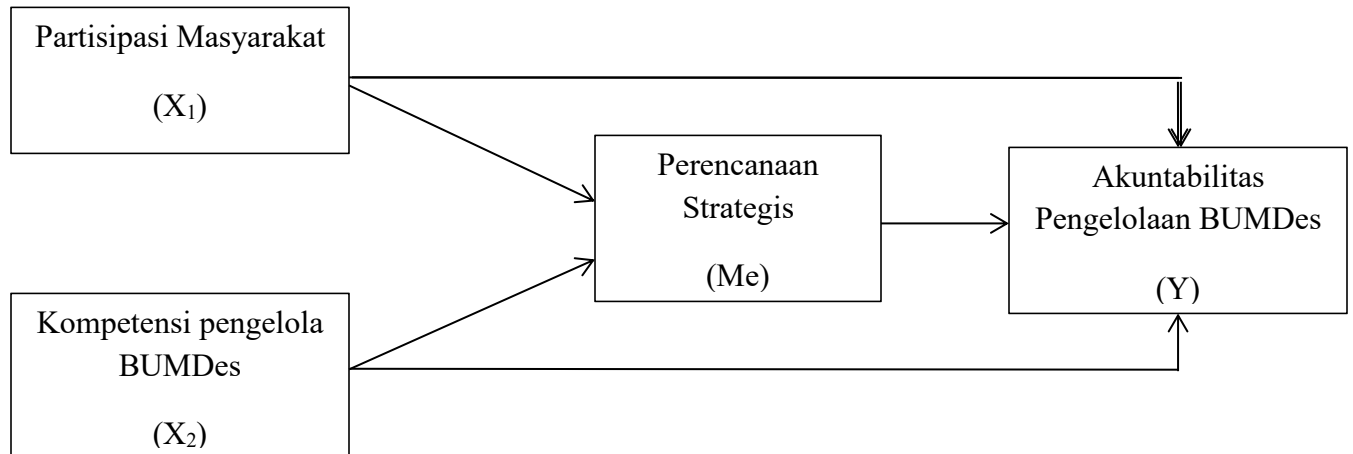 Partisipasi Masyarakat
(X₁)
Perencanaan
Strategis
(Me)
Akuntabilitas
Pengelolaan BUMDes
(Y)
Kompetensi pengelola
BUMDes
(X₂)